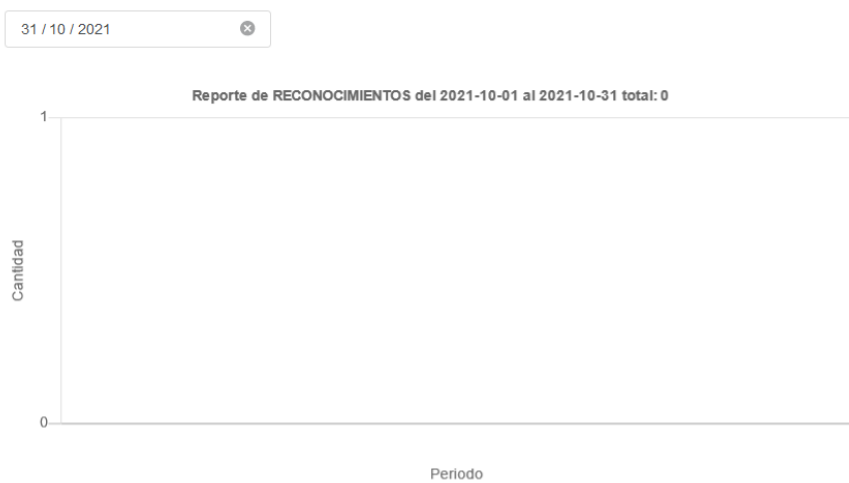 31 / 10 / 2021
Reporte de RECONOCIMIENTOS del 2021-10-01 al 2021-10-31 total: 0
1
Cantidad
0
Periodo